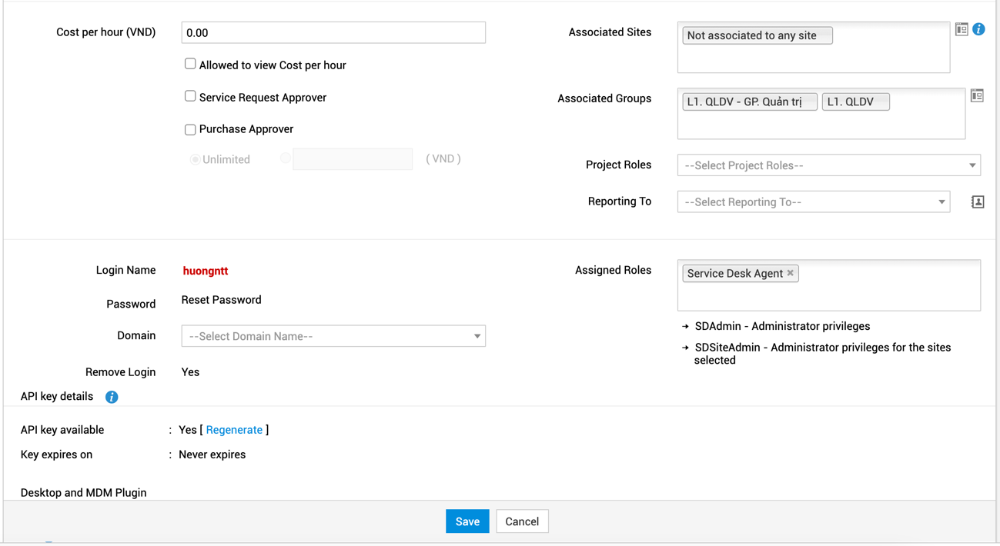 Cost per hour (VND)
0.00
Allowed to view Cost per hour
Service Request Approver
Purchase Approver
Unlimited
( VND )
Associated Sites
Not associated to any site
Associated Groups
L1. QLDV - GP. Quản trị
L1. QLDV
Project Roles
--Select Project Roles--
Reporting To
--Select Reporting To--
Login Name
huongntt
Password
Reset Password
Domain
--Select Domain Name--
Remove Login
Yes
Assigned Roles
Service Desk Agent
SDAdmin - Administrator privileges
SDSiteAdmin - Administrator privileges for the sites
selected
API key details
API key available : Yes [ Regenerate ]
Key expires on : Never expires
Desktop and MDM Plugin
Save
Cancel